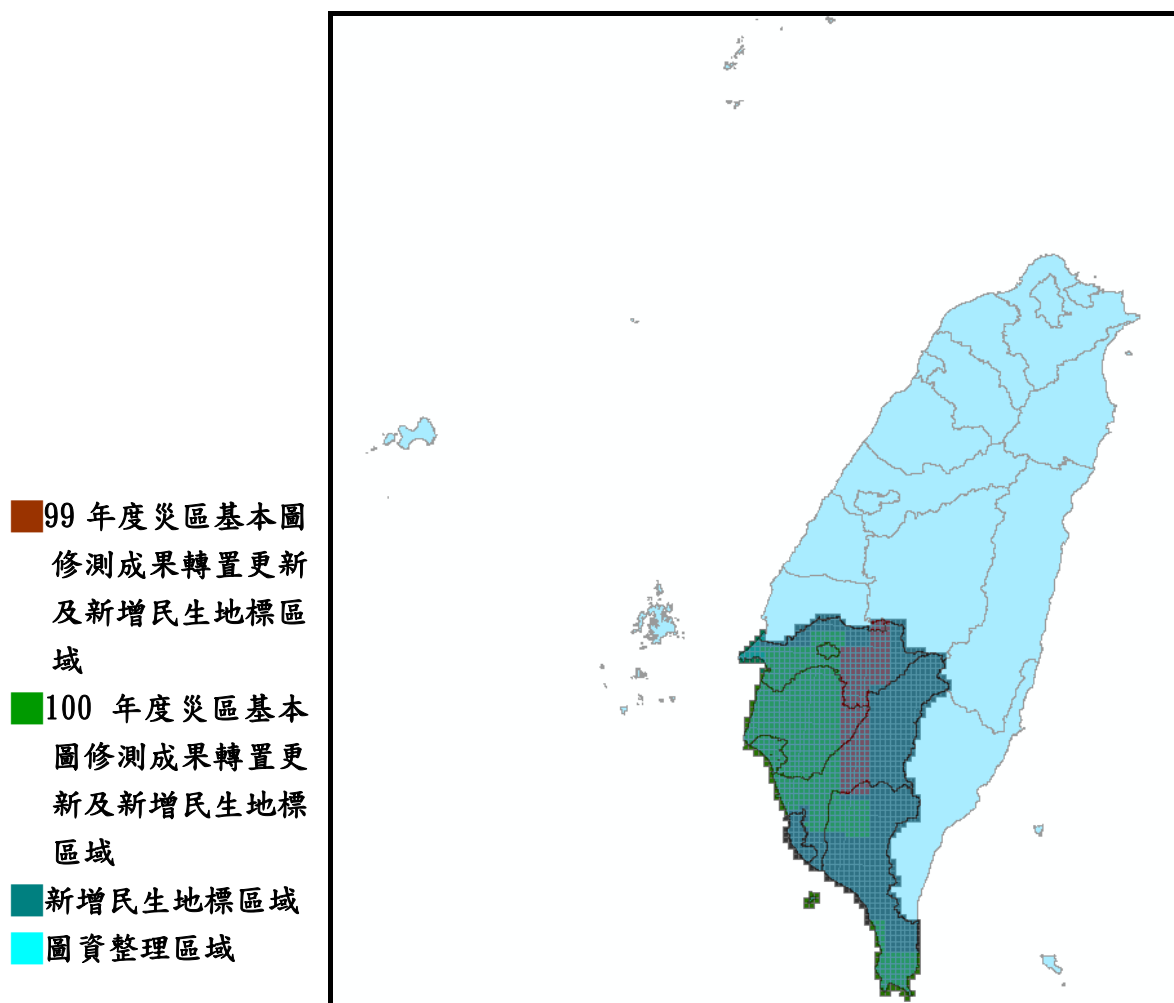 99 年度災區基本圖
修測成果轉置更新
及新增民生地標區
域
100 年度災區基本
圖修測成果轉置更
新及新增民生地標
區域
新增民生地標區域
圖資整理區域